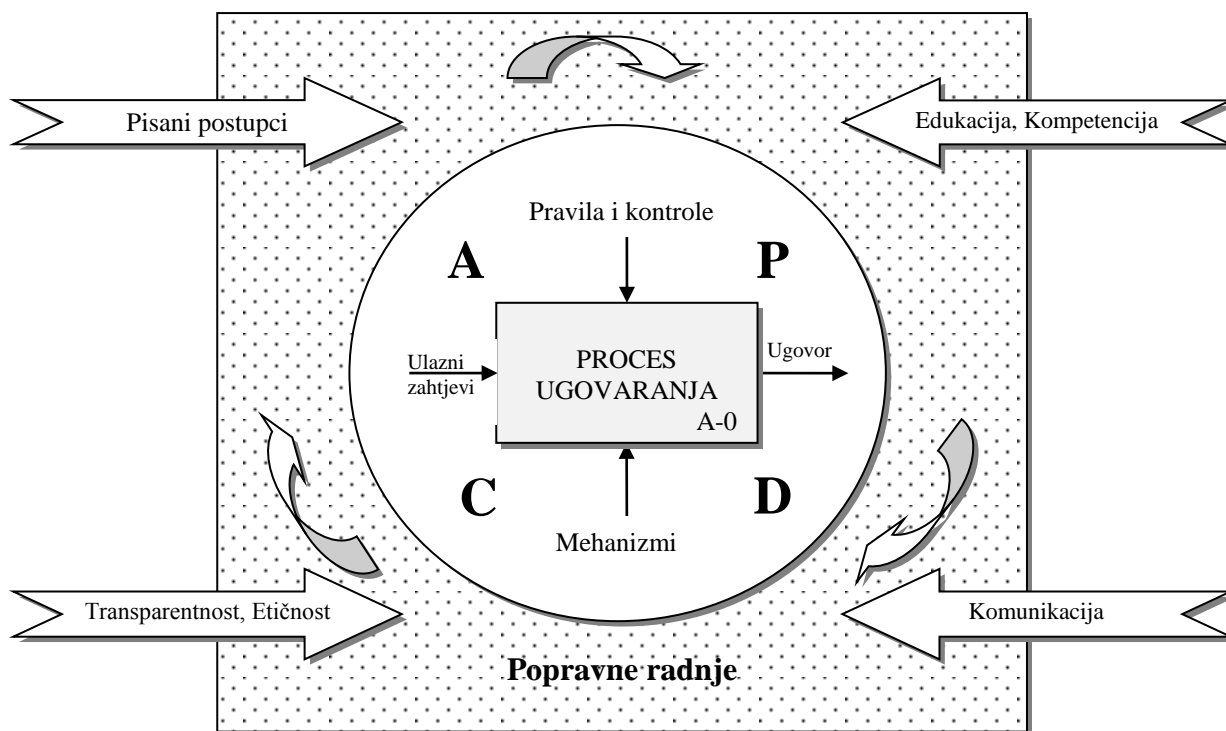 Pisani postupci
Edukacija, Kompetencija
Pravila i kontrole
A
P
Ulazni
zahtjevi
PROCES
UGOVARANJA
A-0
Ugovor
C
D
Mehanizmi
Transparentnost, Etičnost
Komunikacija
Popravne radnje